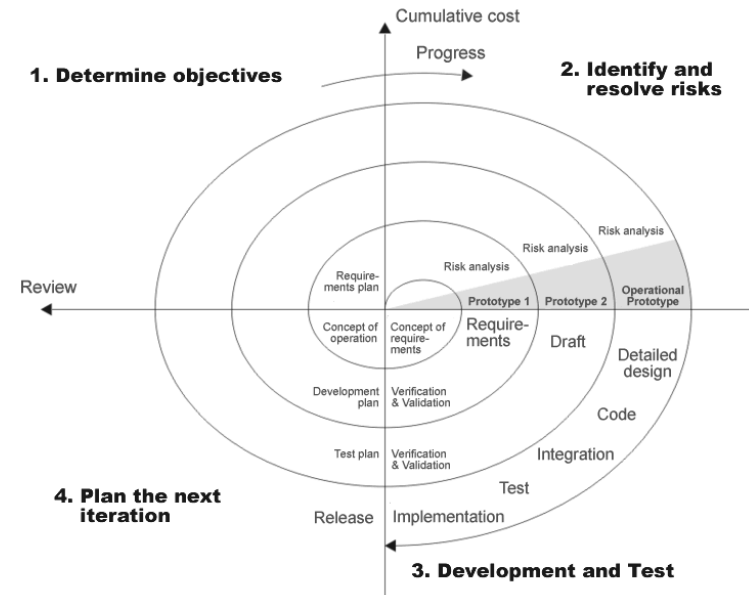 Cumulative cost
Progress
1. Determine objectives
2. Identify and
resolve risks
Risk analysis
Risk analysis
Risk analysis
Require-
ments plan
Review
Prototype 1
Prototype 2
Operational
Prototype
Concept of
operation
Concept of
require-
ments
Require-
ments
Draft
Detailed
design
Development
plan
Verification
& Validation
Code
Test plan
Verification
& Validation
Integration
Test
4. Plan the next
iteration
Release
Implementation
3. Development and Test